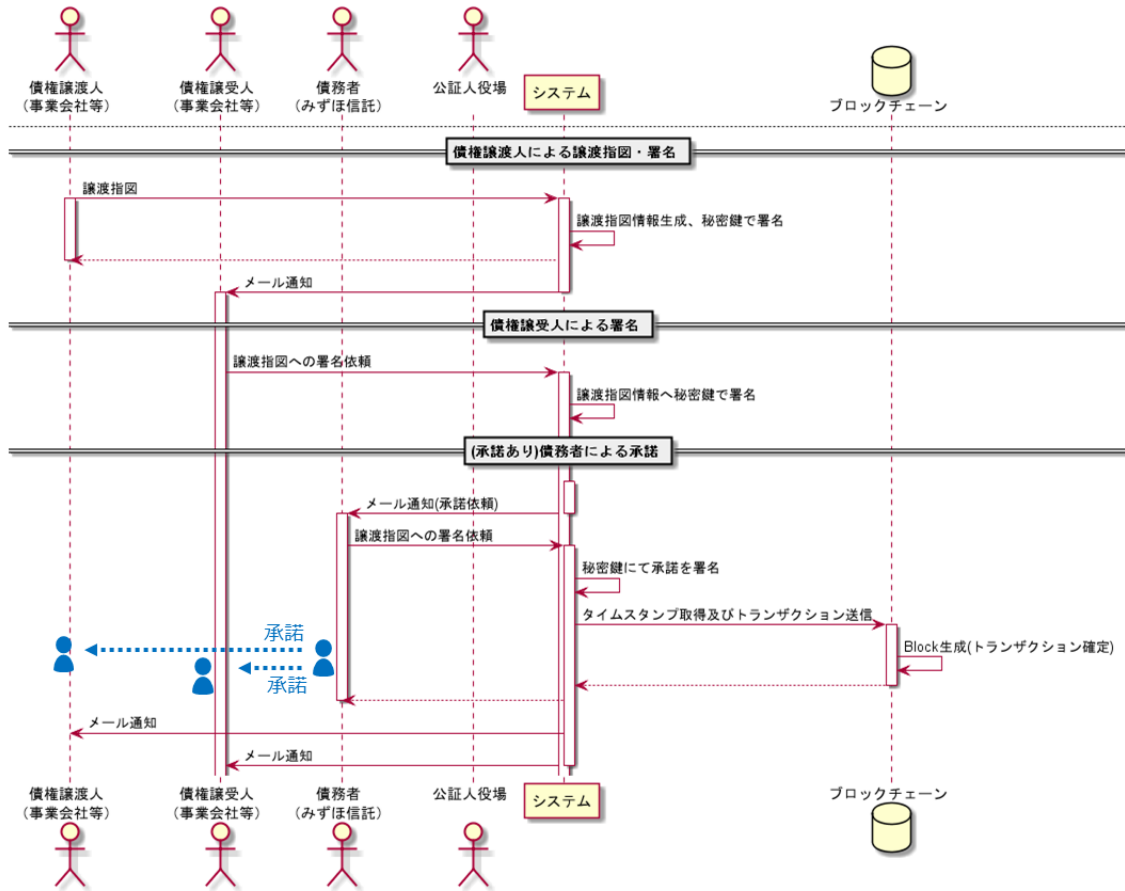 債権譲渡人
(事業会社等)
債権譲受人
(事業会社等)
債務者
(みずほ信託)
公証人役場
システム
ブロックチェーン
債権譲渡人による譲渡指図・署名
譲渡指図
譲渡指図情報生成、秘密鍵で署名
メール通知
債権譲受人による署名
譲渡指図への署名依頼
譲渡指図情報へ秘密鍵で署名
(承諾あり)債務者による承諾
メール通知(承諾依頼)
譲渡指図への署名依頼
秘密鍵にて承諾を署名
タイムスタンプ取得及びトランザクション送信
承諾
Block生成(トランザクション確定)
承諾
メール通知
メール通知
債権譲渡人
(事業会社等)
債権譲受人
(事業会社等)
債務者
(みずほ信託)
公証人役場
システム
ブロックチェーン